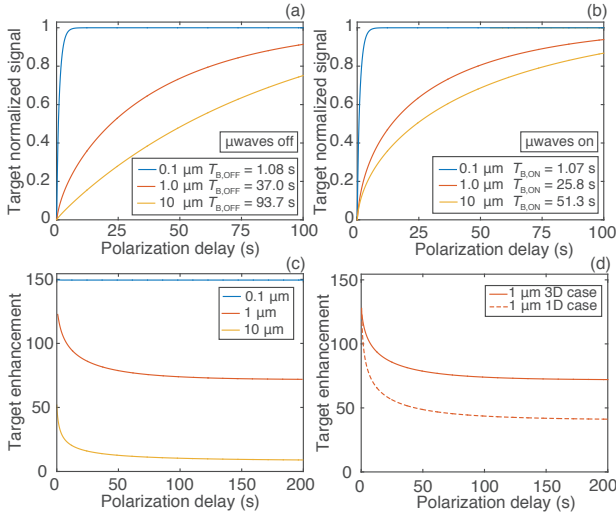 (a)
Target normalized signal
1
0.8
0.6
0.4
0.2
0
µwaves off
0.1 µm T_B,OFF = 1.08 s
1.0 µm T_B,OFF = 37.0 s
10 µm T_B,OFF = 93.7 s
0 25 50 75 100
Polarization delay (s)
(b)
Target normalized signal
1
0.8
0.6
0.4
0.2
0
µwaves on
0.1 µm T_B,ON = 1.07 s
1.0 µm T_B,ON = 25.8 s
10 µm T_B,ON = 51.3 s
0 25 50 75 100
Polarization delay (s)
(c)
Target enhancement
150
100
50
0
0.1 µm
1 µm
10 µm
0 50 100 150 200
Polarization delay (s)
(d)
Target enhancement
150
100
50
0
1 µm 3D case
1 µm 1D case
0 50 100 150 200
Polarization delay (s)